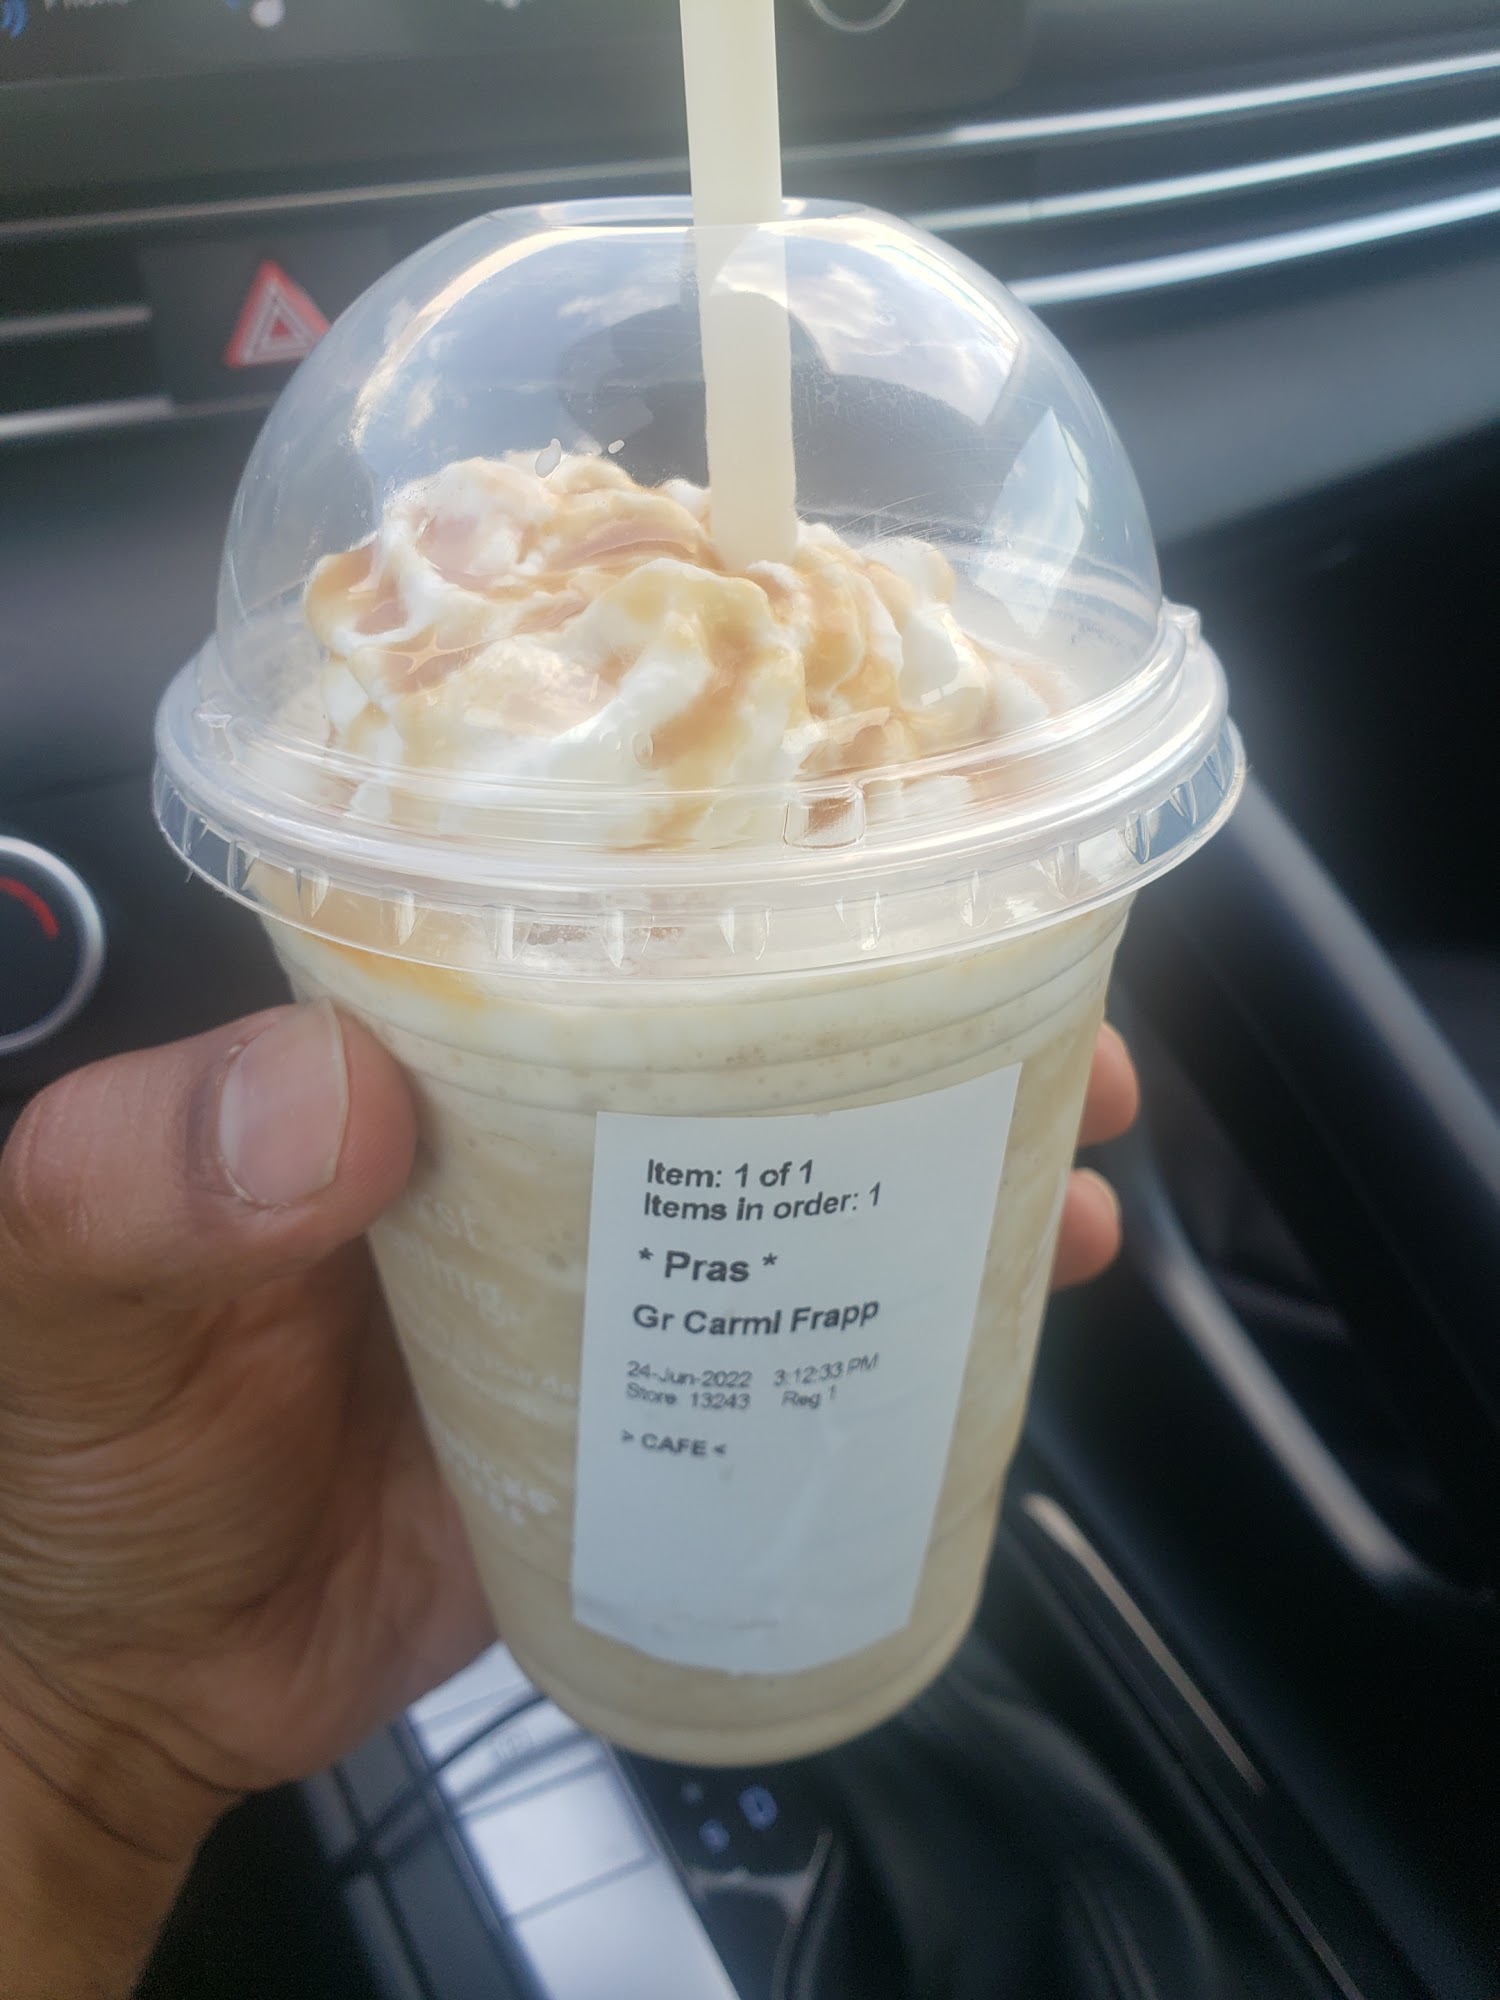 Item: 1 of 1
Items in order: 1
* Pras *
Gr Carml Frapp
24-Jun-2022 3:12:33 PM
Store 13243 Reg 1
> CAFE <